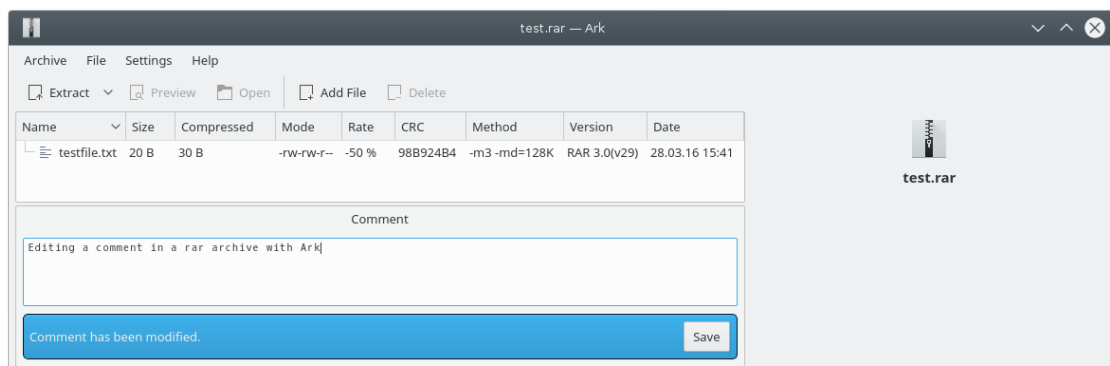 test.rar — Ark
Archive File Settings Help
Extract Preview Open Add File Delete
Name Size Compressed Mode Rate CRC Method Version Date
testfile.txt 20 B 30 B -rw-rw-r-- -50 % 98B924B4 -m3 -md=128K RAR 3.0(v29) 28.03.16 15:41
test.rar
Comment
Editing a comment in a rar archive with Ark
Comment has been modified. Save